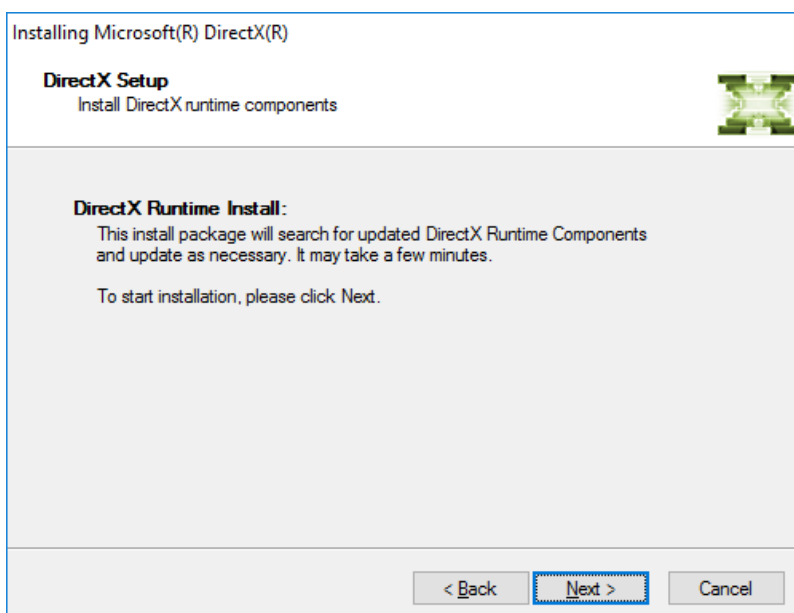 Installing Microsoft(R) DirectX(R)
DirectX Setup
Install DirectX runtime components
DirectX Runtime Install:
This install package will search for updated DirectX Runtime Components
and update as necessary. It may take a few minutes.
To start installation, please click Next.
< Back
Next >
Cancel